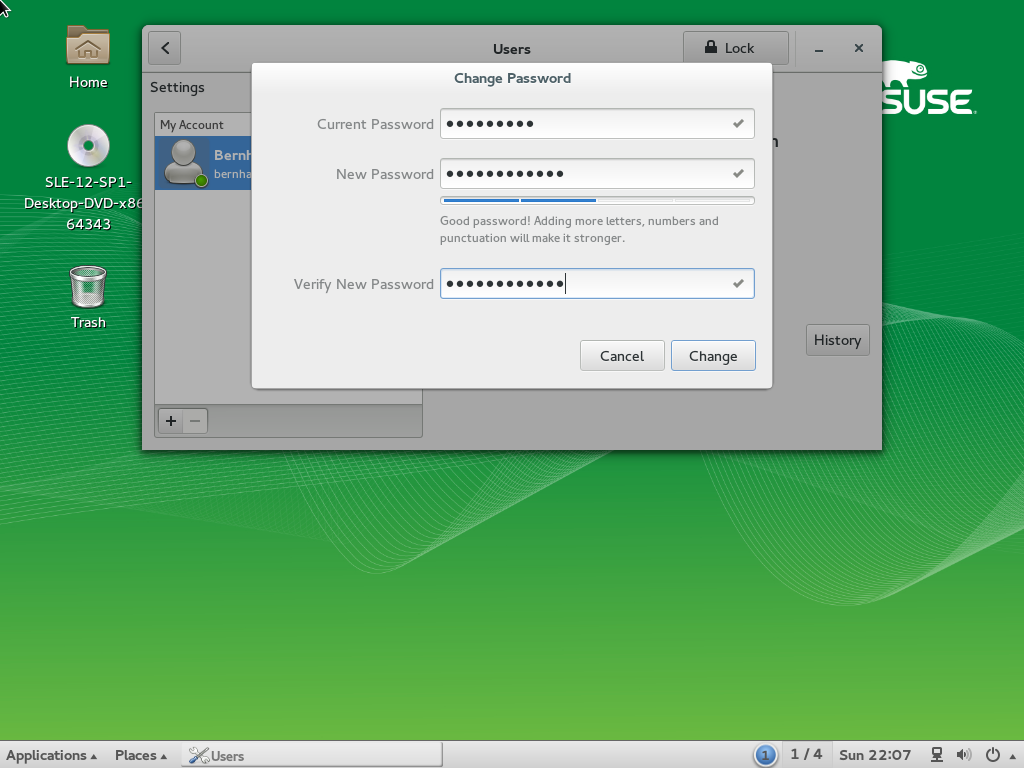 Users
Lock
Home
Settings
Change Password
SUSE
Current Password
My Account
New Password
SLE-12-SP1-
Desktop-DVD-x86
64343
Good password! Adding more letters, numbers and
punctuation will make it stronger.
Verify New Password
Trash
History
Cancel
Change
Applications
Places
Users
1
1 / 4
Sun 22:07